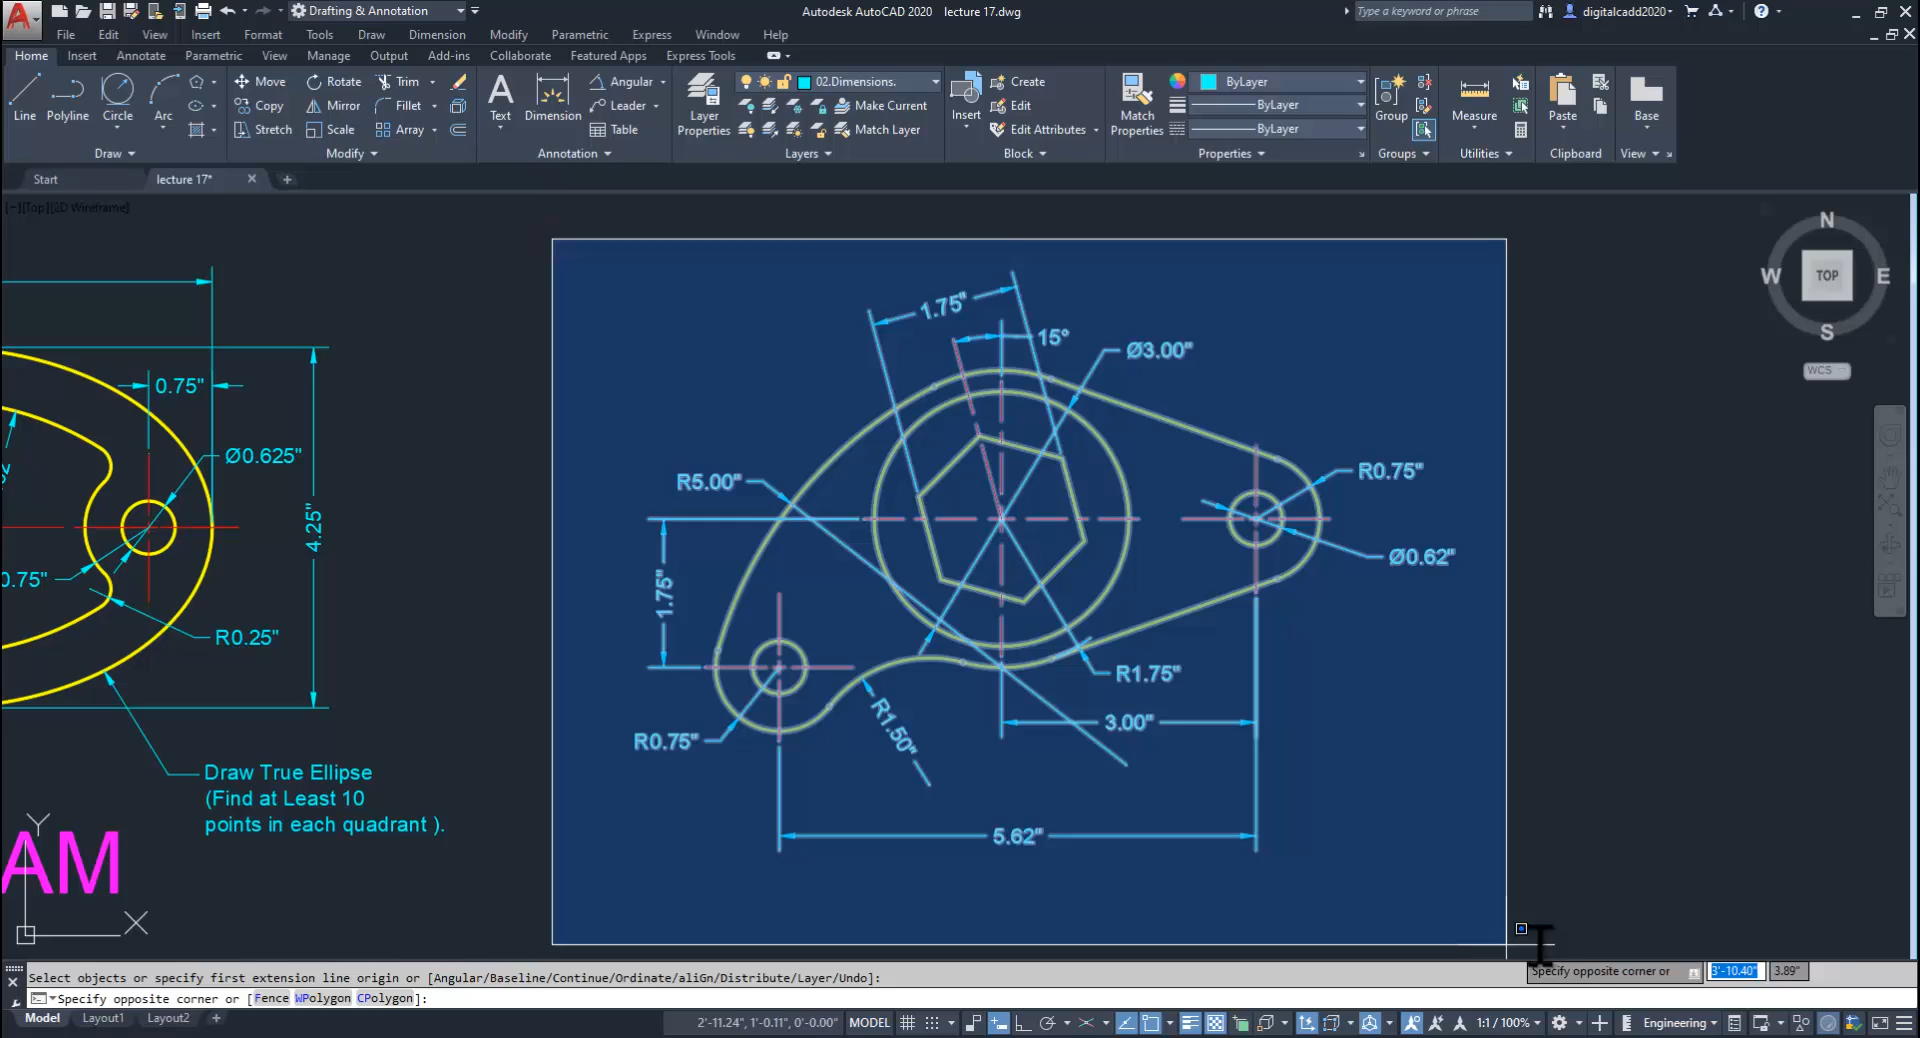 Drafting & Annotation
Autodesk AutoCAD 2020 lecture 17.dwg
Type a keyword or phrase
digitalcadd2020
File Edit View Insert Format Tools Draw Dimension Modify Parametric Express Window Help
Home Insert Annotate Parametric View Manage Output Add-ins Collaborate Featured Apps Express Tools
Line Polyline Circle Arc
Move Rotate Trim
Copy Mirror Fillet
Stretch Scale Array
Text Dimension
Angular
Leader
Table
Layer Properties
02.Dimensions.
Make Current
Match Layer
Insert
Create
Edit
Edit Attributes
Match Properties
ByLayer
ByLayer
ByLayer
Group
Measure
Paste
Base
Draw Modify Annotation Layers Block Properties Groups Utilities Clipboard View
Start lecture 17*
[−][Top][2D Wireframe]
N
W TOP E
S
WCS
0.75"
Ø0.625"
4.25"
0.75"
R0.25"
Draw True Ellipse
(Find at Least 10
points in each quadrant ).
AM
Y
X
1.75"
15°
Ø3.00"
R5.00"
R0.75"
Ø0.62"
1.75"
R1.75"
R0.75"
R1.50"
3.00"
5.62"
Specify opposite corner or
3'-10.40"
3.89"
Select objects or specify first extension line origin or [Angular/Baseline/Continue/Ordinate/aliGn/Distribute/Layer/Undo]:
Specify opposite corner or [Fence WPolygon CPolygon]:
Model Layout1 Layout2
2'-11.24", 1'-0.11", 0'-0.00" MODEL
1:1 / 100%
Engineering